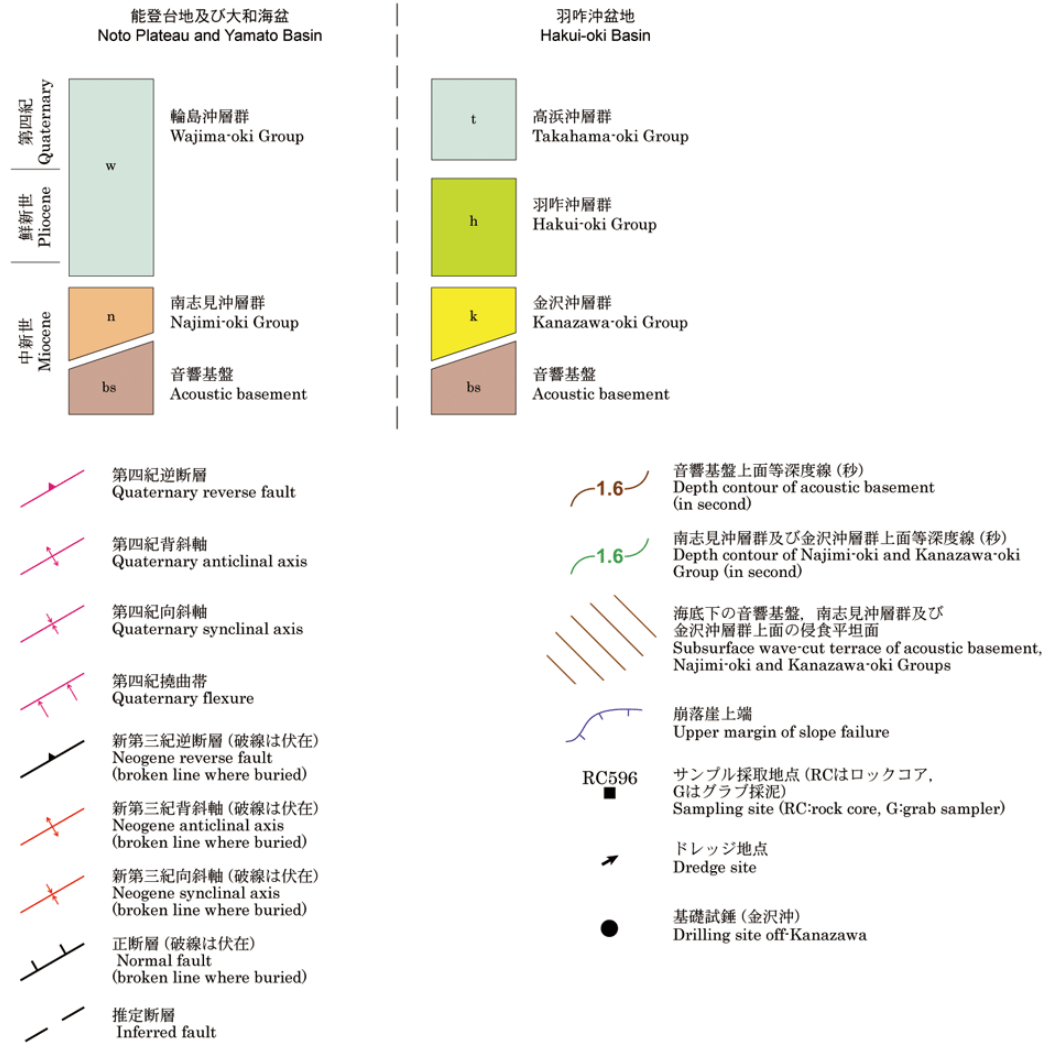 能登台地及び大和海盆
Noto Plateau and Yamato Basin
羽咋沖盆地
Hakui-oki Basin
第四紀
Quaternary
鮮新世
Pliocene
中新世
Miocene
w
輪島沖層群
Wajima-oki Group
n
南志見沖層群
Najimi-oki Group
bs
音響基盤
Acoustic basement
t
高浜沖層群
Takahama-oki Group
h
羽咋沖層群
Hakui-oki Group
k
金沢沖層群
Kanazawa-oki Group
bs
音響基盤
Acoustic basement
第四紀逆断層
Quaternary reverse fault
第四紀背斜軸
Quaternary anticlinal axis
第四紀向斜軸
Quaternary synclinal axis
第四紀撓曲帯
Quaternary flexure
新第三紀逆断層 (破線は伏在)
Neogene reverse fault
(broken line where buried)
新第三紀背斜軸 (破線は伏在)
Neogene anticlinal axis
(broken line where buried)
新第三紀向斜軸 (破線は伏在)
Neogene synclinal axis
(broken line where buried)
正断層 (破線は伏在)
Normal fault
(broken line where buried)
推定断層
Inferred fault
1.6
音響基盤上面等深度線 (秒)
Depth contour of acoustic basement
(in second)
1.6
南志見沖層群及び金沢沖層群上面等深度線 (秒)
Depth contour of Najimi-oki and Kanazawa-oki
Group (in second)
海底下の音響基盤，南志見沖層群及び
金沢沖層群上面の侵食平坦面
Subsurface wave-cut terrace of acoustic basement,
Najimi-oki and Kanazawa-oki Groups
崩落崖上端
Upper margin of slope failure
RC596
サンプル採取地点 (RCはロックコア，
Gはグラブ採泥)
Sampling site (RC:rock core, G:grab sampler)
ドレッジ地点
Dredge site
基礎試錐 (金沢沖)
Drilling site off-Kanazawa